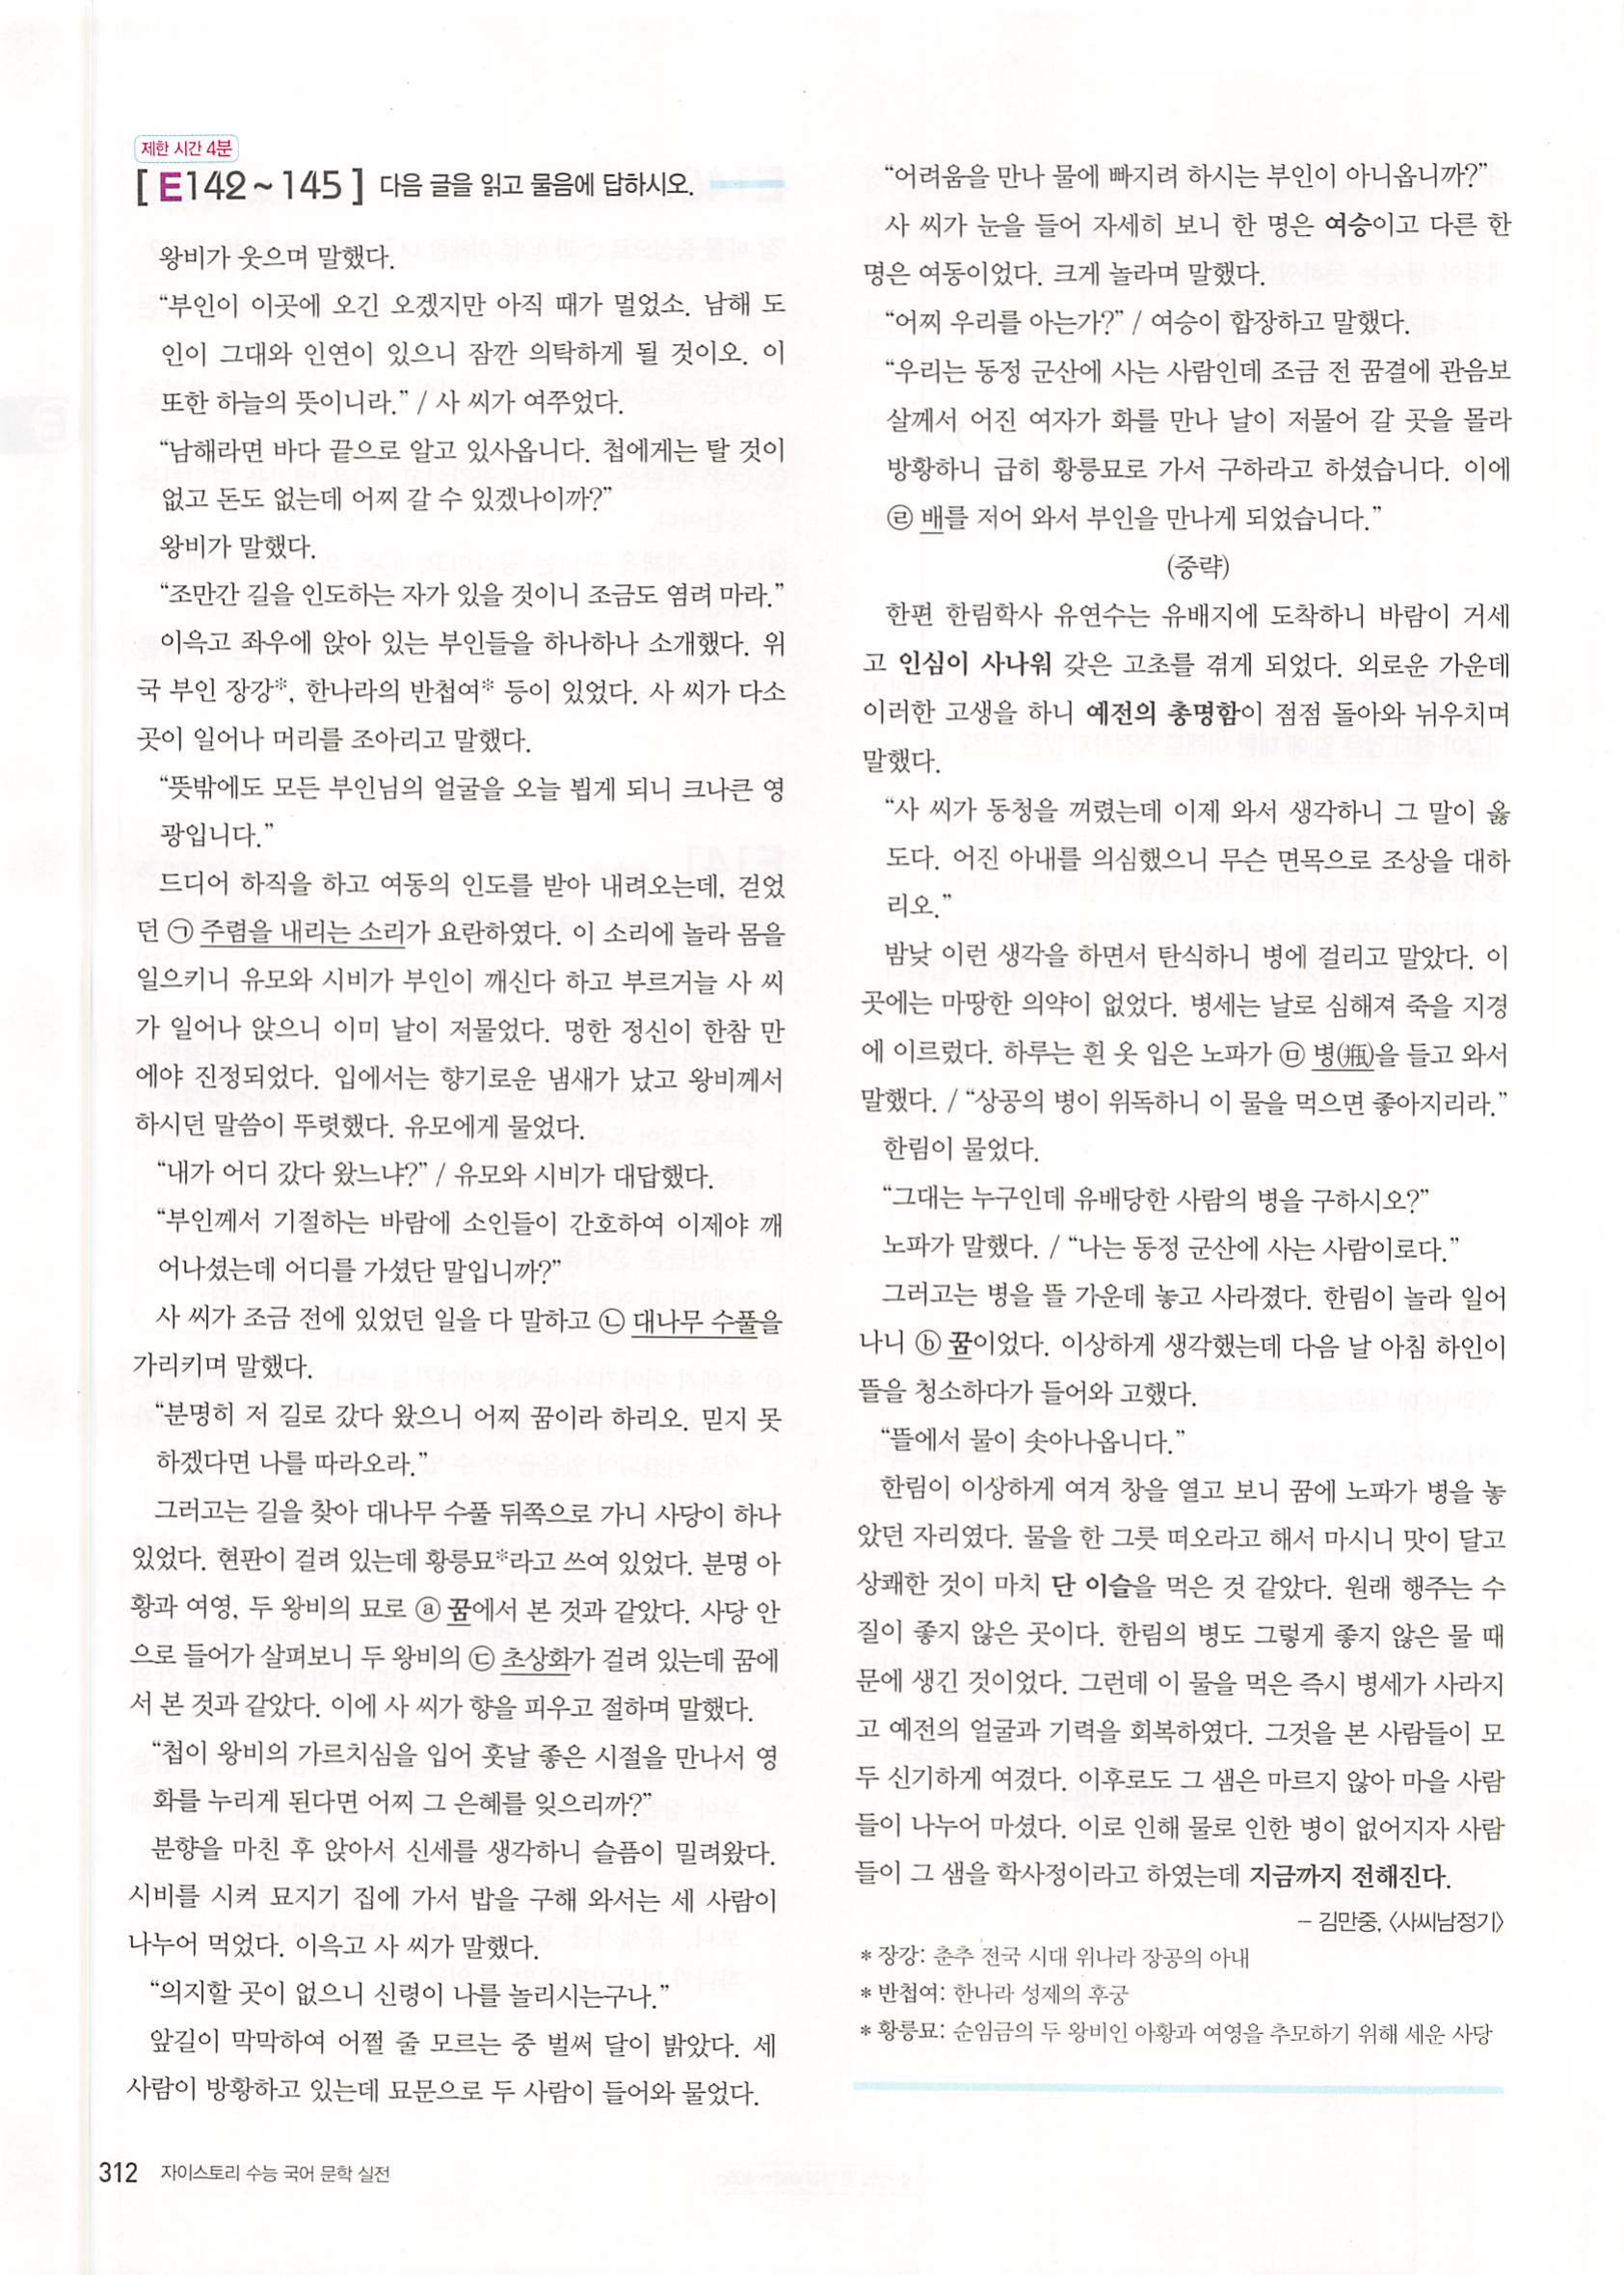 제한 시간 4분
[E142~145] 다음 글을 읽고 물음에 답하시오.
왕비가 웃으며 말했다.
“부인이 이곳에 오긴 오겠지만 아직 때가 멀었소. 남해 도
인이 그대와 인연이 있으니 잠깐 의탁하게 될 것이오. 이
또한 하늘의 뜻이니라.” / 사 씨가 여쭈었다.
“남해라면 바다 끝으로 알고 있사옵니다. 첩에게는 탈 것이
없고 돈도 없는데 어찌 갈 수 있겠나이까?”
왕비가 말했다.
“조만간 길을 인도하는 자가 있을 것이니 조금도 염려 마라.”
이윽고 좌우에 앉아 있는 부인들을 하나하나 소개했다. 위
국 부인 장강*, 한나라의 반첩여* 등이 있었다. 사 씨가 다소
곳이 일어나 머리를 조아리고 말했다.
“뜻밖에도 모든 부인님의 얼굴을 오늘 뵙게 되니 크나큰 영
광입니다.”
드디어 하직을 하고 여동의 인도를 받아 내려오는데, 걷었
던 ㉠ 주렴을 내리는 소리가 요란하였다. 이 소리에 놀라 몸을
일으키니 유모와 시비가 부인이 깨신다 하고 부르거늘 사 씨
가 일어나 앉으니 이미 날이 저물었다. 멍한 정신이 한참 만
에야 진정되었다. 입에서는 향기로운 냄새가 났고 왕비께서
하시던 말씀이 뚜렷했다. 유모에게 물었다.
“내가 어디 갔다 왔느냐?” / 유모와 시비가 대답했다.
“부인께서 기절하는 바람에 소인들이 간호하여 이제야 깨
어나셨는데 어디를 가셨단 말입니까?”
사 씨가 조금 전에 있었던 일을 다 말하고 ㉡ 대나무 수풀을
가리키며 말했다.
“분명히 저 길로 갔다 왔으니 어찌 꿈이라 하리오. 믿지 못
하겠다면 나를 따라오라.”
그러고는 길을 찾아 대나무 수풀 뒤쪽으로 가니 사당이 하나
있었다. 현판이 걸려 있는데 황릉묘*라고 쓰여 있었다. 분명 아
황과 여영, 두 왕비의 묘로 ⓐ 꿈에서 본 것과 같았다. 사당 안
으로 들어가 살펴보니 두 왕비의 ㉢ 초상화가 걸려 있는데 꿈에
서 본 것과 같았다. 이에 사 씨가 향을 피우고 절하며 말했다.
“첩이 왕비의 가르치심을 입어 훗날 좋은 시절을 만나서 영
화를 누리게 된다면 어찌 그 은혜를 잊으리까?”
분향을 마친 후 앉아서 신세를 생각하니 슬픔이 밀려왔다.
시비를 시켜 묘지기 집에 가서 밥을 구해 와서는 세 사람이
나누어 먹었다. 이윽고 사 씨가 말했다.
“의지할 곳이 없으니 신령이 나를 놀리시는구나.”
앞길이 막막하여 어쩔 줄 모르는 중 벌써 달이 밝았다. 세
사람이 방황하고 있는데 묘문으로 두 사람이 들어와 물었다.
“어려움을 만나 물에 빠지려 하시는 부인이 아니옵니까?”
사 씨가 눈을 들어 자세히 보니 한 명은 여승이고 다른 한
명은 여동이었다. 크게 놀라며 말했다.
“어찌 우리를 아는가?” / 여승이 합장하고 말했다.
“우리는 동정 군산에 사는 사람인데 조금 전 꿈결에 관음보
살께서 어진 여자가 화를 만나 날이 저물어 갈 곳을 몰라
방황하니 급히 황릉묘로 가서 구하라고 하셨습니다. 이에
㉣ 배를 저어 와서 부인을 만나게 되었습니다.”
(중략)
한편 한림학사 유연수는 유배지에 도착하니 바람이 거세
고 인심이 사나워 갖은 고초를 겪게 되었다. 외로운 가운데
이러한 고생을 하니 예전의 총명함이 점점 돌아와 뉘우치며
말했다.
“사 씨가 동청을 꺼렸는데 이제 와서 생각하니 그 말이 옳
도다. 어진 아내를 의심했으니 무슨 면목으로 조상을 대하
리오.”
밤낮 이런 생각을 하면서 탄식하니 병에 걸리고 말았다. 이
곳에는 마땅한 의약이 없었다. 병세는 날로 심해져 죽을 지경
에 이르렀다. 하루는 흰 옷 입은 노파가 ㉤ 병(甁)을 들고 와서
말했다. / “상공의 병이 위독하니 이 물을 먹으면 좋아지리라.”
한림이 물었다.
“그대는 누구인데 유배당한 사람의 병을 구하시오?”
노파가 말했다. / “나는 동정 군산에 사는 사람이로다.”
그러고는 병을 뜰 가운데 놓고 사라졌다. 한림이 놀라 일어
나니 ⓑ 꿈이었다. 이상하게 생각했는데 다음 날 아침 하인이
뜰을 청소하다가 들어와 고했다.
“뜰에서 물이 솟아나옵니다.”
한림이 이상하게 여겨 창을 열고 보니 꿈에 노파가 병을 놓
았던 자리였다. 물을 한 그릇 떠오라고 해서 마시니 맛이 달고
상쾌한 것이 마치 단 이슬을 먹은 것 같았다. 원래 행주는 수
질이 좋지 않은 곳이다. 한림의 병도 그렇게 좋지 않은 물 때
문에 생긴 것이었다. 그런데 이 물을 먹은 즉시 병세가 사라지
고 예전의 얼굴과 기력을 회복하였다. 그것을 본 사람들이 모
두 신기하게 여겼다. 이후로도 그 샘은 마르지 않아 마을 사람
들이 나누어 마셨다. 이로 인해 물로 인한 병이 없어지자 사람
들이 그 샘을 학사정이라고 하였는데 지금까지 전해진다.
– 김만중, 〈사씨남정기〉
* 장강: 춘추 전국 시대 위나라 장공의 아내
* 반첩여: 한나라 성제의 후궁
* 황릉묘: 순임금의 두 왕비인 아황과 여영을 추모하기 위해 세운 사당
312 자이스토리 수능 국어 문학 실전